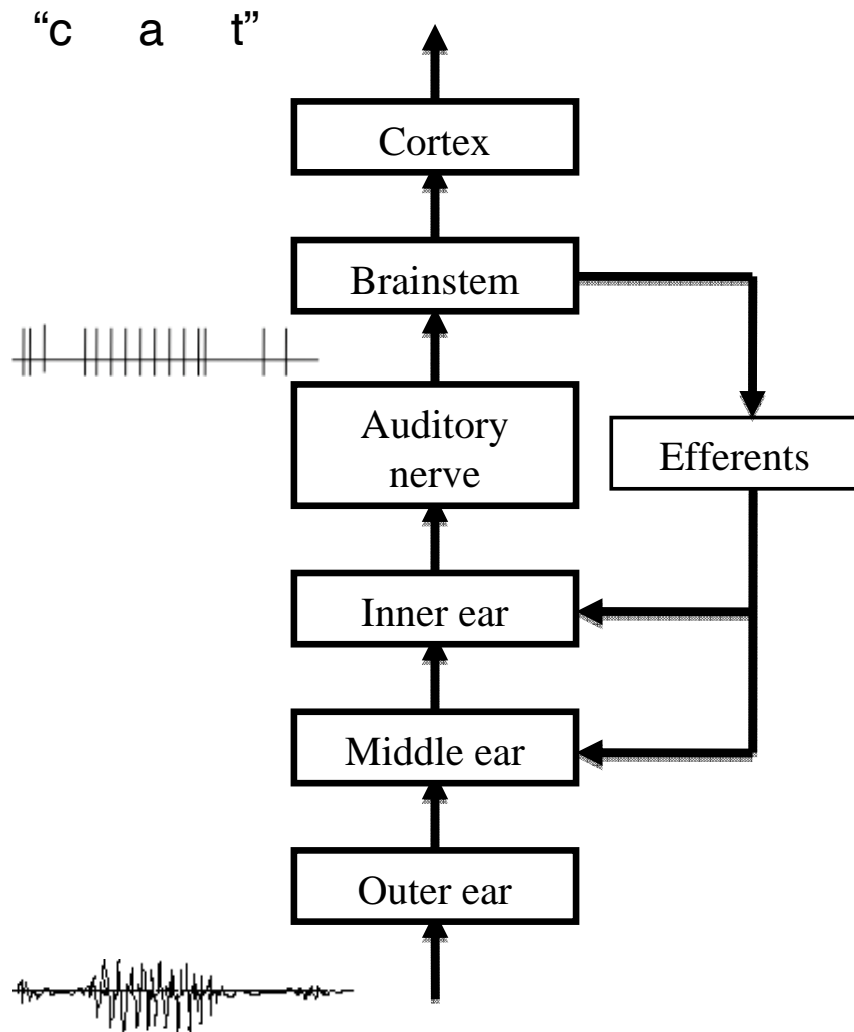 “c a t”
Cortex
Brainstem
Auditory
nerve
Efferents
Inner ear
Middle ear
Outer ear